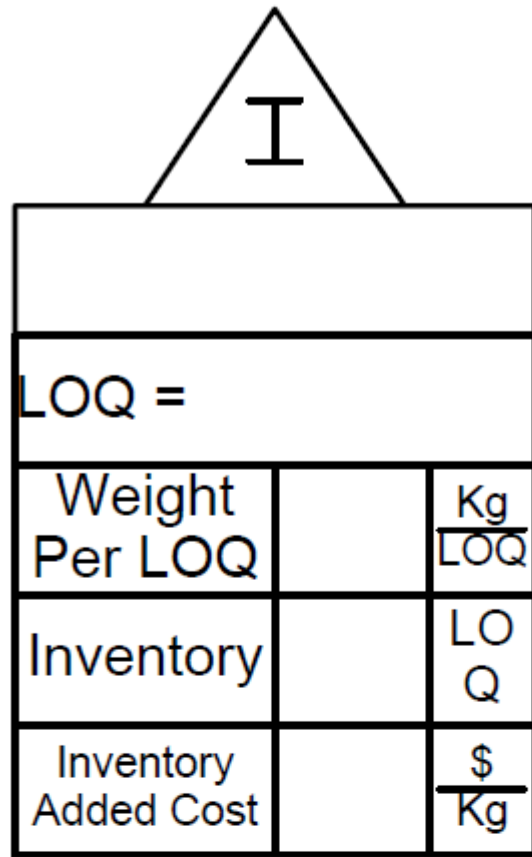 I
LOQ =
Weight
Per LOQ
Kg
LOQ
Inventory
LO
Q
Inventory
Added Cost
$
Kg